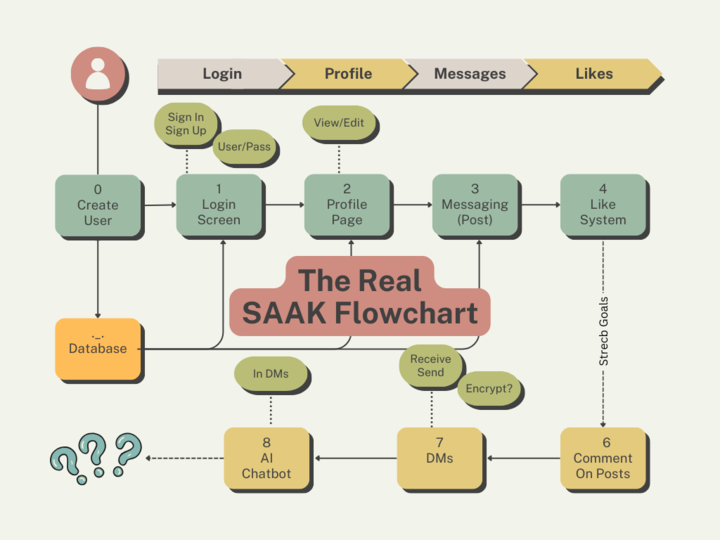 Login
Profile
Messages
Likes
Sign In
Sign Up
User/Pass
View/Edit
0
Create
User
1
Login
Screen
2
Profile
Page
3
Messaging
(Post)
4
Like
System
The Real
SAAK Flowchart
Strecb Goals
._.
Database
In DMs
Receive
Send
Encrypt?
8
AI
Chatbot
7
DMs
6
Comment
On Posts
???